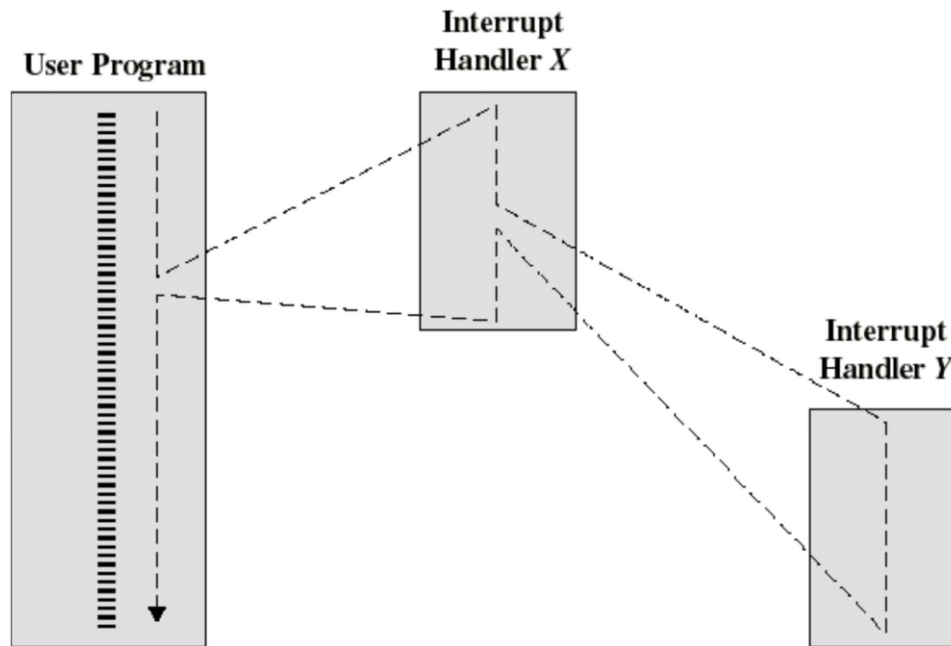 User Program
Interrupt
Handler X
Interrupt
Handler Y